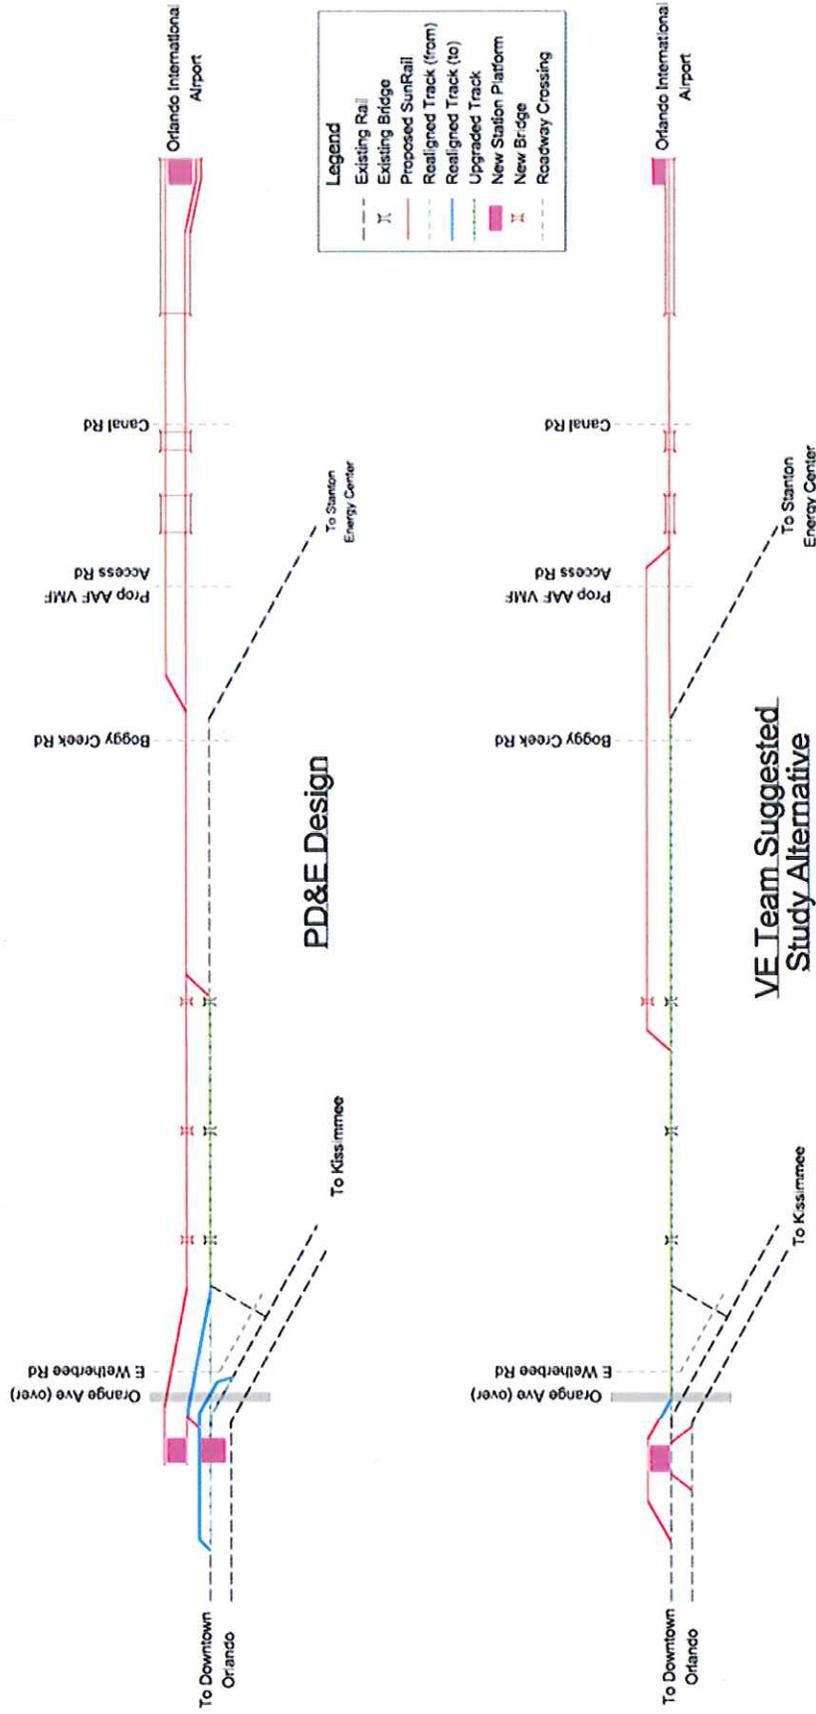 Orlando International
Airport
Canal Rd
Prop AAF VMF
Access Rd
To Stanton
Energy Center
Boggy Creek Rd
PD&E Design
To Kissimmee
E Wetherbee Rd
Orange Ave (over)
To Downtown
Orlando
Legend
Existing Rail
Existing Bridge
Proposed SunRail
Realigned Track (from)
Realigned Track (to)
Upgraded Track
New Station Platform
New Bridge
Roadway Crossing
Orlando International
Airport
Canal Rd
Prop AAF VMF
Access Rd
To Stanton
Energy Center
Boggy Creek Rd
VE Team Suggested
Study Alternative
To Kissimmee
E Wetherbee Rd
Orange Ave (over)
To Downtown
Orlando